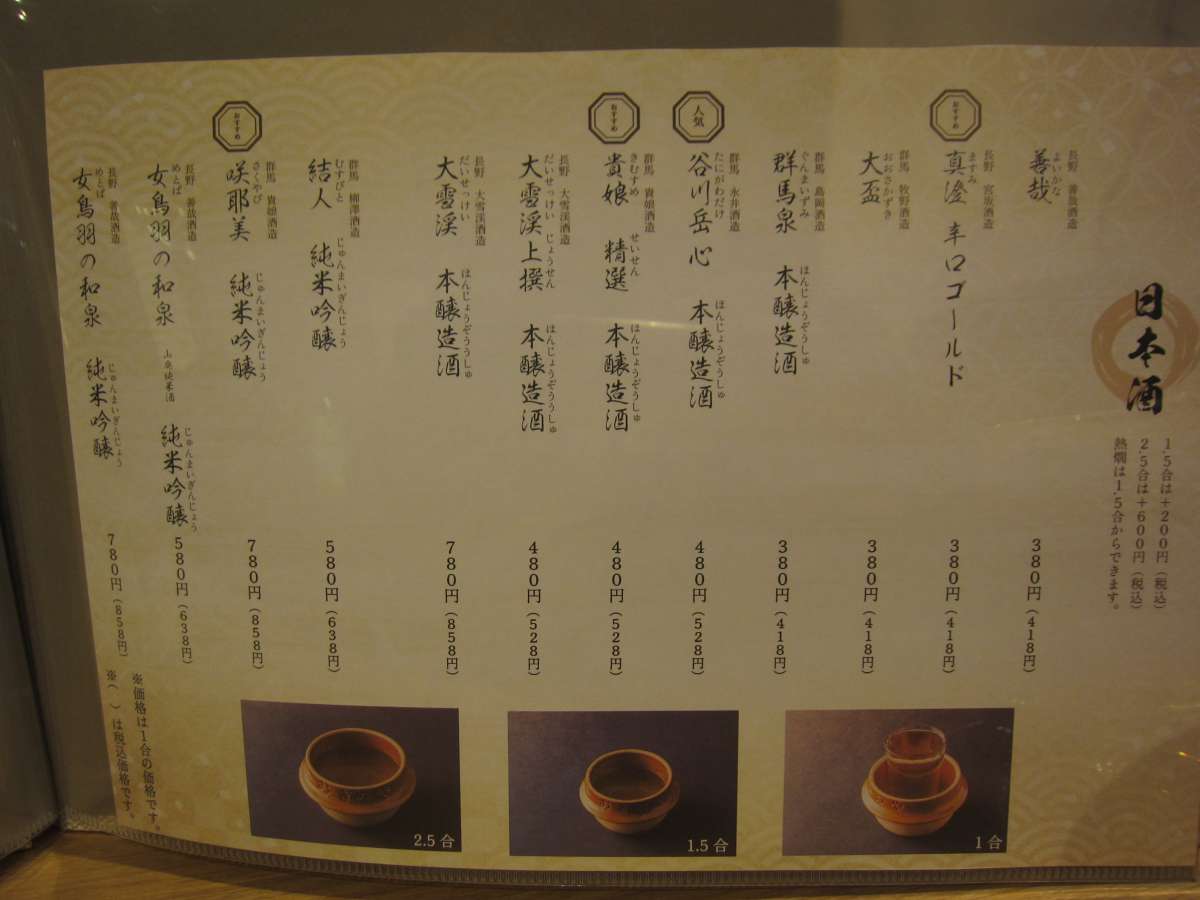 日本酒
1.5合は+200円（税込）
2.5合は+600円（税込）
熱燗は1.5合からできます。
長野 善哉酒造
よいかな
善哉
380円（418円）
おすすめ
長野 宮坂酒造
ますみ
真澄 辛口ゴールド
380円（418円）
群馬 牧野酒造
おおさかずき
大盃
380円（418円）
群馬 島岡酒造
ぐんまいずみ ほんじょうぞうしゅ
群馬泉 本醸造酒
380円（418円）
人気
群馬 永井酒造
たにがわだけ ほんじょうぞうしゅ
谷川岳 心 本醸造酒
480円（528円）
おすすめ
群馬 貴娘酒造
きむすめ せいせん ほんじょうぞうしゅ
貴娘 精選 本醸造酒
480円（528円）
長野 大雪渓酒造
だいせっけい じょうせん ほんじょうぞううしゅ
大雪渓上撰 本醸造酒
480円（528円）
長野 大雪渓酒造
だいせっけい ほんじょうぞううしゅ
大雪渓 本醸造酒
780円（858円）
群馬 柳澤酒造
むすびと じゅんまいぎんじょう
結人 純米吟醸
580円（638円）
おすすめ
群馬 貴娘酒造
さくやび じゅんまいぎんじょう
咲耶美 純米吟醸
780円（858円）
長野 善哉酒造
めとば じゅんまいぎんじょう
女鳥羽の和泉 山廃純米酒 純米吟醸
580円（638円）
長野 善哉酒造
めとば じゅんまいぎんじょう
女鳥羽の和泉 純米吟醸
780円（858円）
※価格は1合の価格です。
※（ ）は税込価格です。
2.5合
1.5合
1合